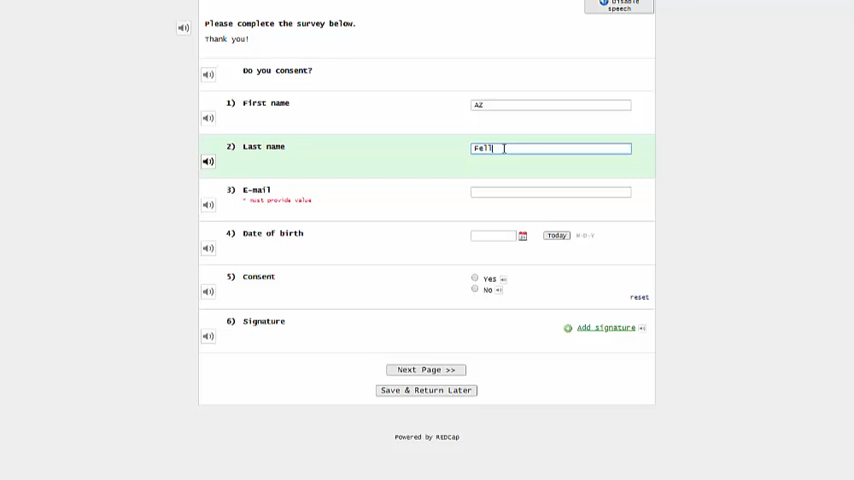 Disable
speech
Please complete the survey below.
Thank you!
Do you consent?
1) First name
AZ
2) Last name
Fell
3) E-mail
* must provide value
4) Date of birth
Today M-D-Y
5) Consent
Yes
No
reset
6) Signature
Add signature
Next Page >>
Save & Return Later
Powered by REDCap